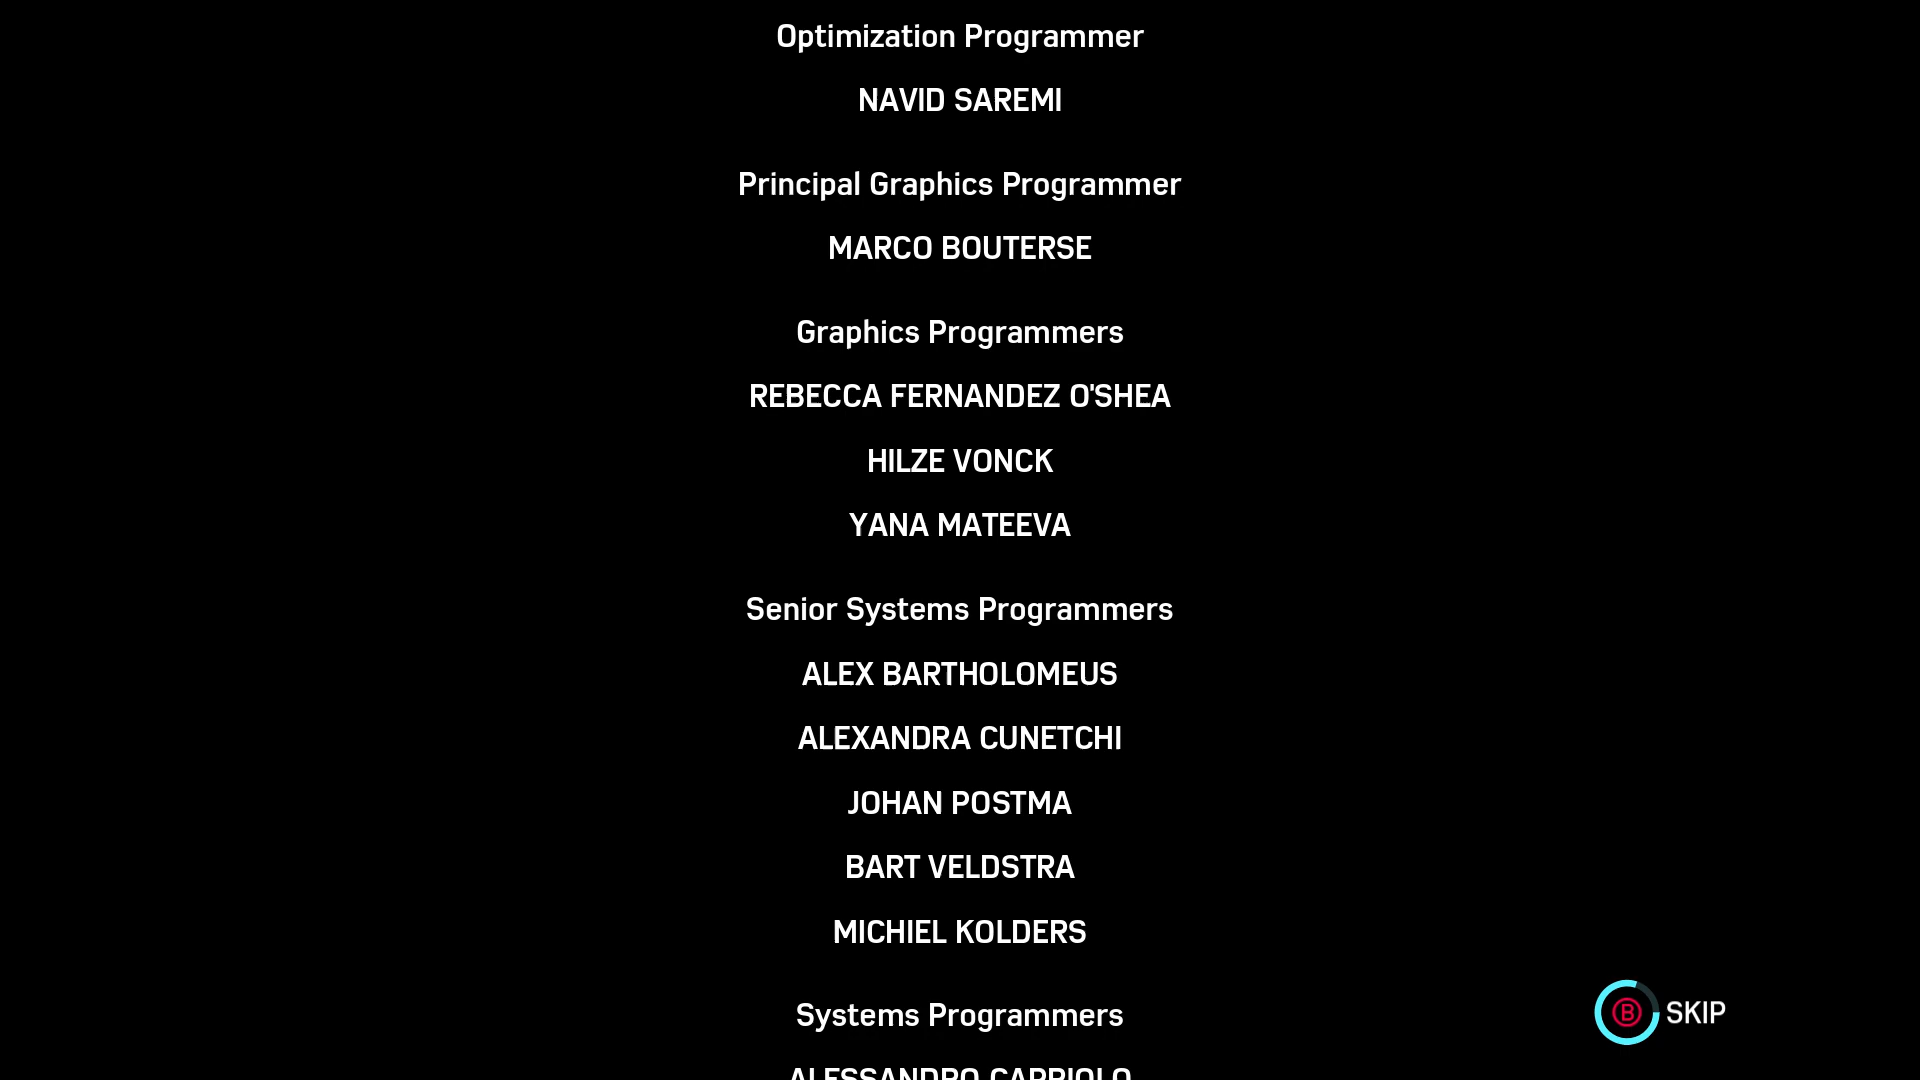 Optimization Programmer
NAVID SAREMI
Principal Graphics Programmer
MARCO BOUTERSE
Graphics Programmers
REBECCA FERNANDEZ O'SHEA
HILZE VONCK
YANA MATEEVA
Senior Systems Programmers
ALEX BARTHOLOMEUS
ALEXANDRA CUNETCHI
JOHAN POSTMA
BART VELDSTRA
MICHIEL KOLDERS
Systems Programmers
B SKIP
ALESSANDRO